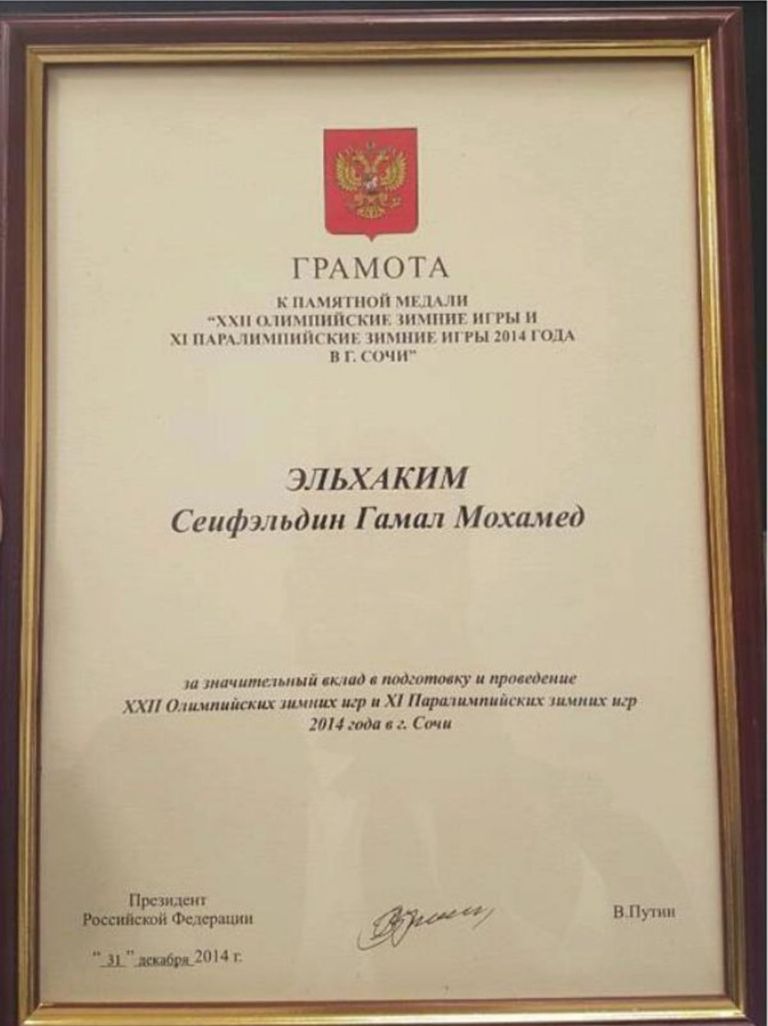 ГРАМОТА
К ПАМЯТНОЙ МЕДАЛИ
“XXII ОЛИМПИЙСКИЕ ЗИМНИЕ ИГРЫ И
XI ПАРАЛИМПИЙСКИЕ ЗИМНИЕ ИГРЫ 2014 ГОДА
В Г. СОЧИ”
ЭЛЬХАКИМ
Сеифэльдин Гамал Мохамед
за значительный вклад в подготовку и проведение
XXII Олимпийских зимних игр и XI Паралимпийских зимних игр
2014 года в г. Сочи
Президент
Российской Федерации
В.Путин
“ 31 ” декабря 2014 г.